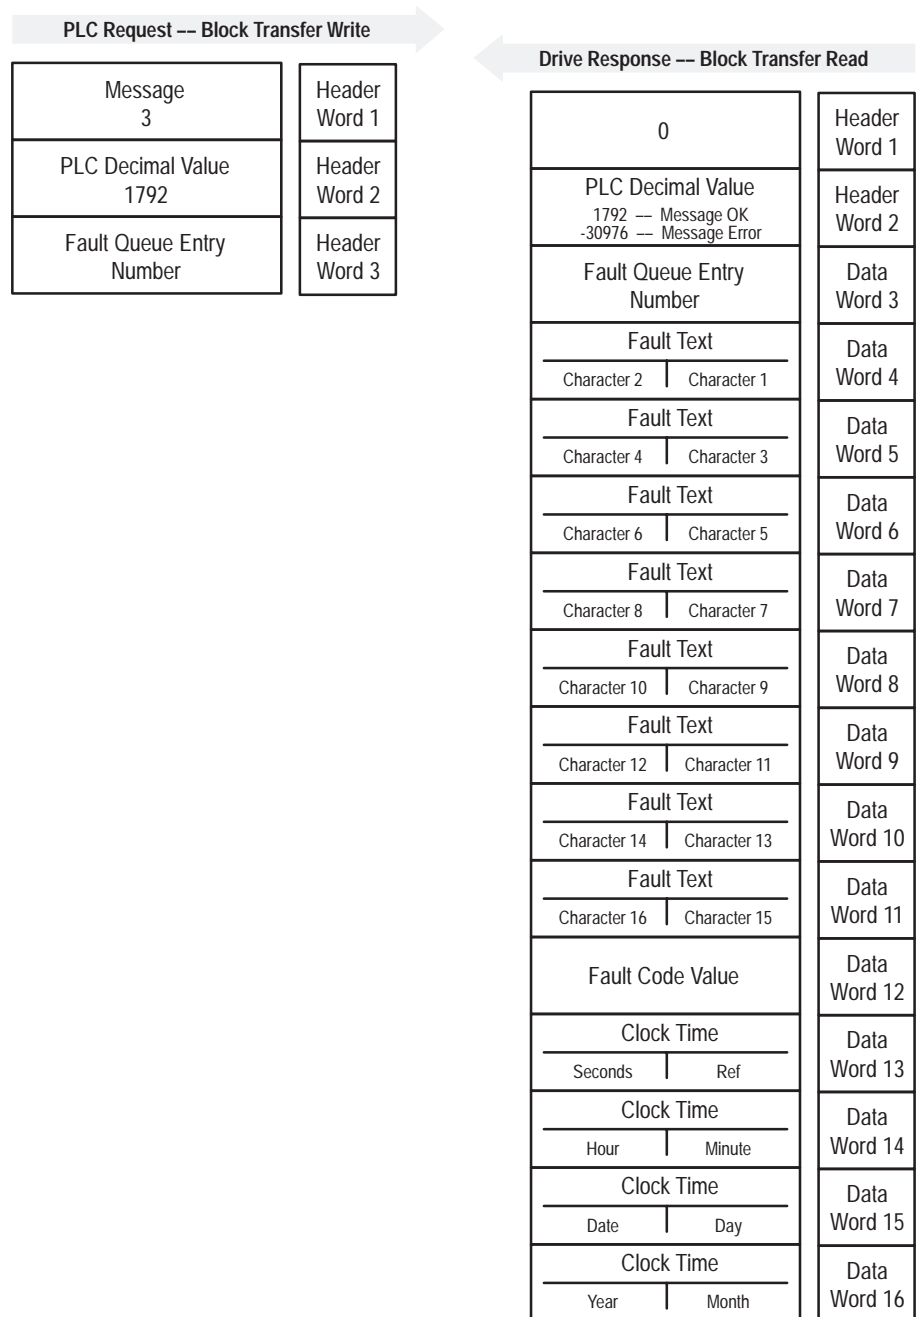 PLC Request –– Block Transfer Write
Message
3
Header
Word 1
PLC Decimal Value
1792
Header
Word 2
Fault Queue Entry
Number
Header
Word 3
Drive Response –– Block Transfer Read
0
Header
Word 1
PLC Decimal Value
1792 –– Message OK
-30976 –– Message Error
Header
Word 2
Fault Queue Entry
Number
Data
Word 3
Fault Text
Character 2 Character 1
Data
Word 4
Fault Text
Character 4 Character 3
Data
Word 5
Fault Text
Character 6 Character 5
Data
Word 6
Fault Text
Character 8 Character 7
Data
Word 7
Fault Text
Character 10 Character 9
Data
Word 8
Fault Text
Character 12 Character 11
Data
Word 9
Fault Text
Character 14 Character 13
Data
Word 10
Fault Text
Character 16 Character 15
Data
Word 11
Fault Code Value
Data
Word 12
Clock Time
Seconds Ref
Data
Word 13
Clock Time
Hour Minute
Data
Word 14
Clock Time
Date Day
Data
Word 15
Clock Time
Year Month
Data
Word 16